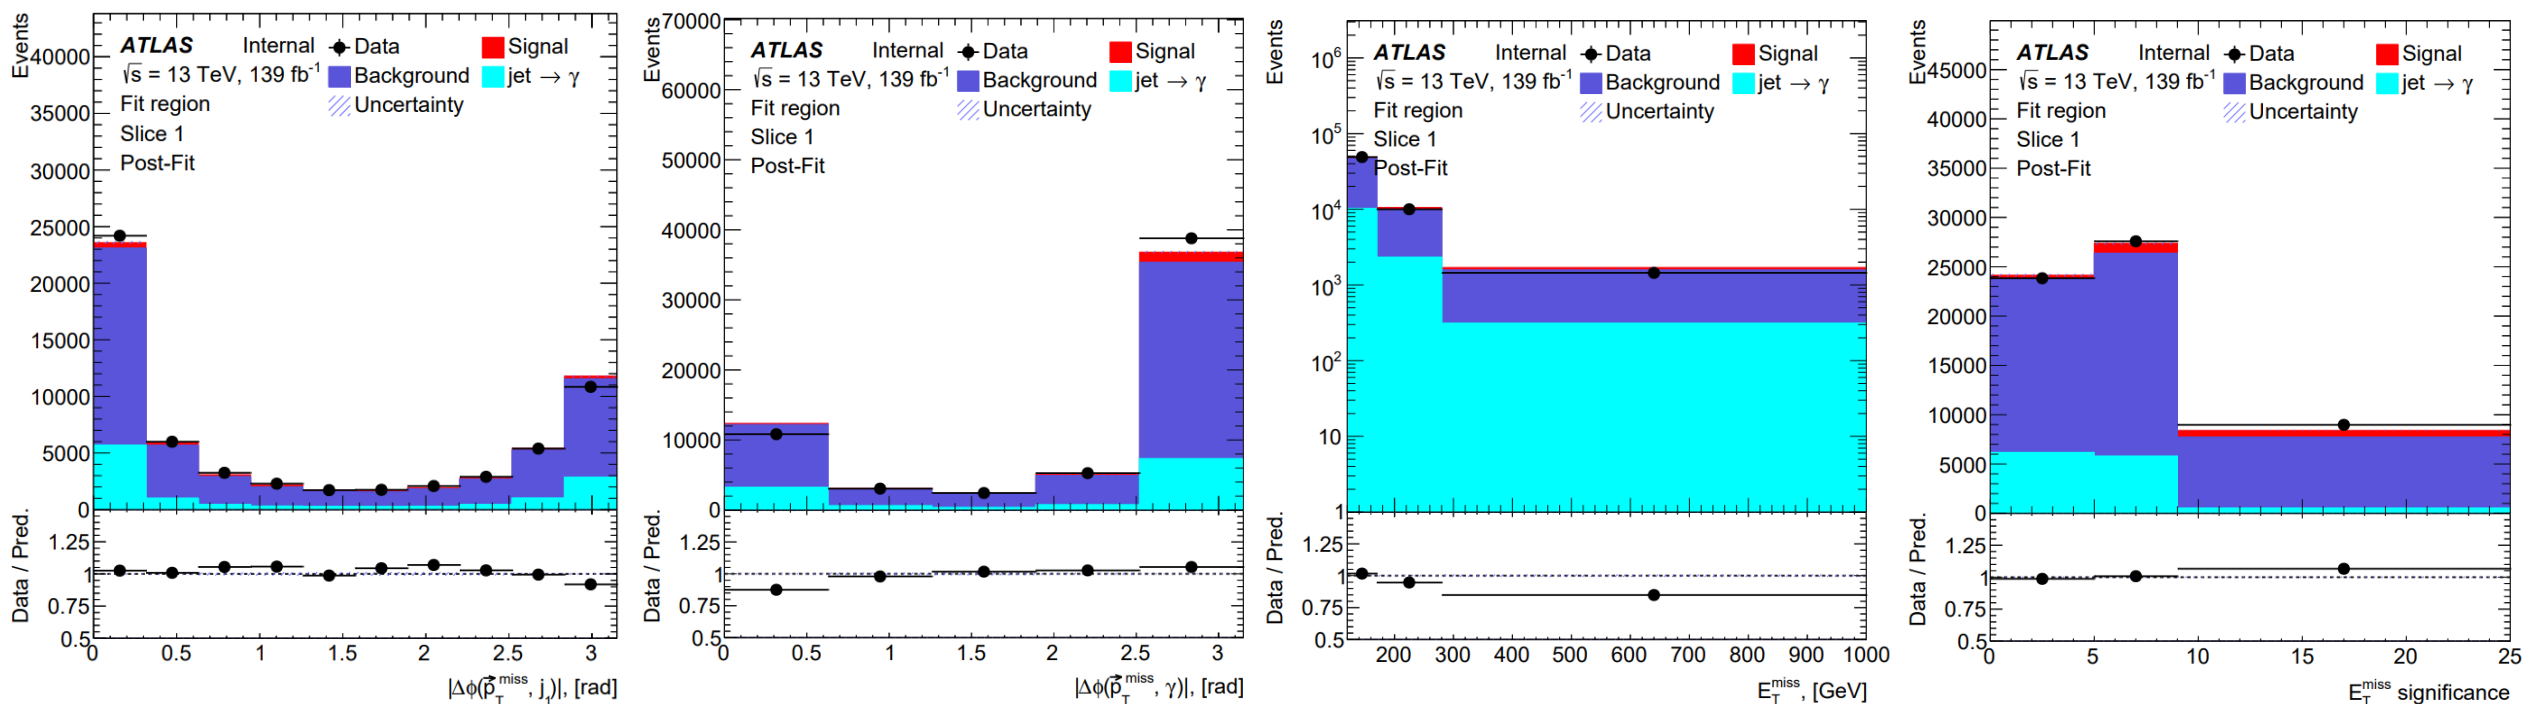 Events
40000
35000
30000
25000
20000
15000
10000
5000
0
ATLAS Internal
√s = 13 TeV, 139 fb⁻¹
Fit region
Slice 1
Post-Fit
Data
Signal
Background
jet → γ
Uncertainty
Data / Pred.
1.25
1
0.75
0.5
0 0.5 1 1.5 2 2.5 3
|Δϕ(p⃗_T^miss, j₁)|, [rad]
Events
70000
60000
50000
40000
30000
20000
10000
0
ATLAS Internal
√s = 13 TeV, 139 fb⁻¹
Fit region
Slice 1
Post-Fit
Data
Signal
Background
jet → γ
Uncertainty
Data / Pred.
1.25
1
0.75
0.5
0 0.5 1 1.5 2 2.5 3
|Δϕ(p⃗_T^miss, γ)|, [rad]
Events
10⁶
10⁵
10⁴
10³
10²
10
1
ATLAS Internal
√s = 13 TeV, 139 fb⁻¹
Fit region
Slice 1
Post-Fit
Data
Signal
Background
jet → γ
Uncertainty
Data / Pred.
1.25
1
0.75
0.5
200 300 400 500 600 700 800 900 1000
E_T^miss, [GeV]
Events
45000
40000
35000
30000
25000
20000
15000
10000
5000
0
ATLAS Internal
√s = 13 TeV, 139 fb⁻¹
Fit region
Slice 1
Post-Fit
Data
Signal
Background
jet → γ
Uncertainty
Data / Pred.
1.25
1
0.75
0.5
0 5 10 15 20 25
E_T^miss significance